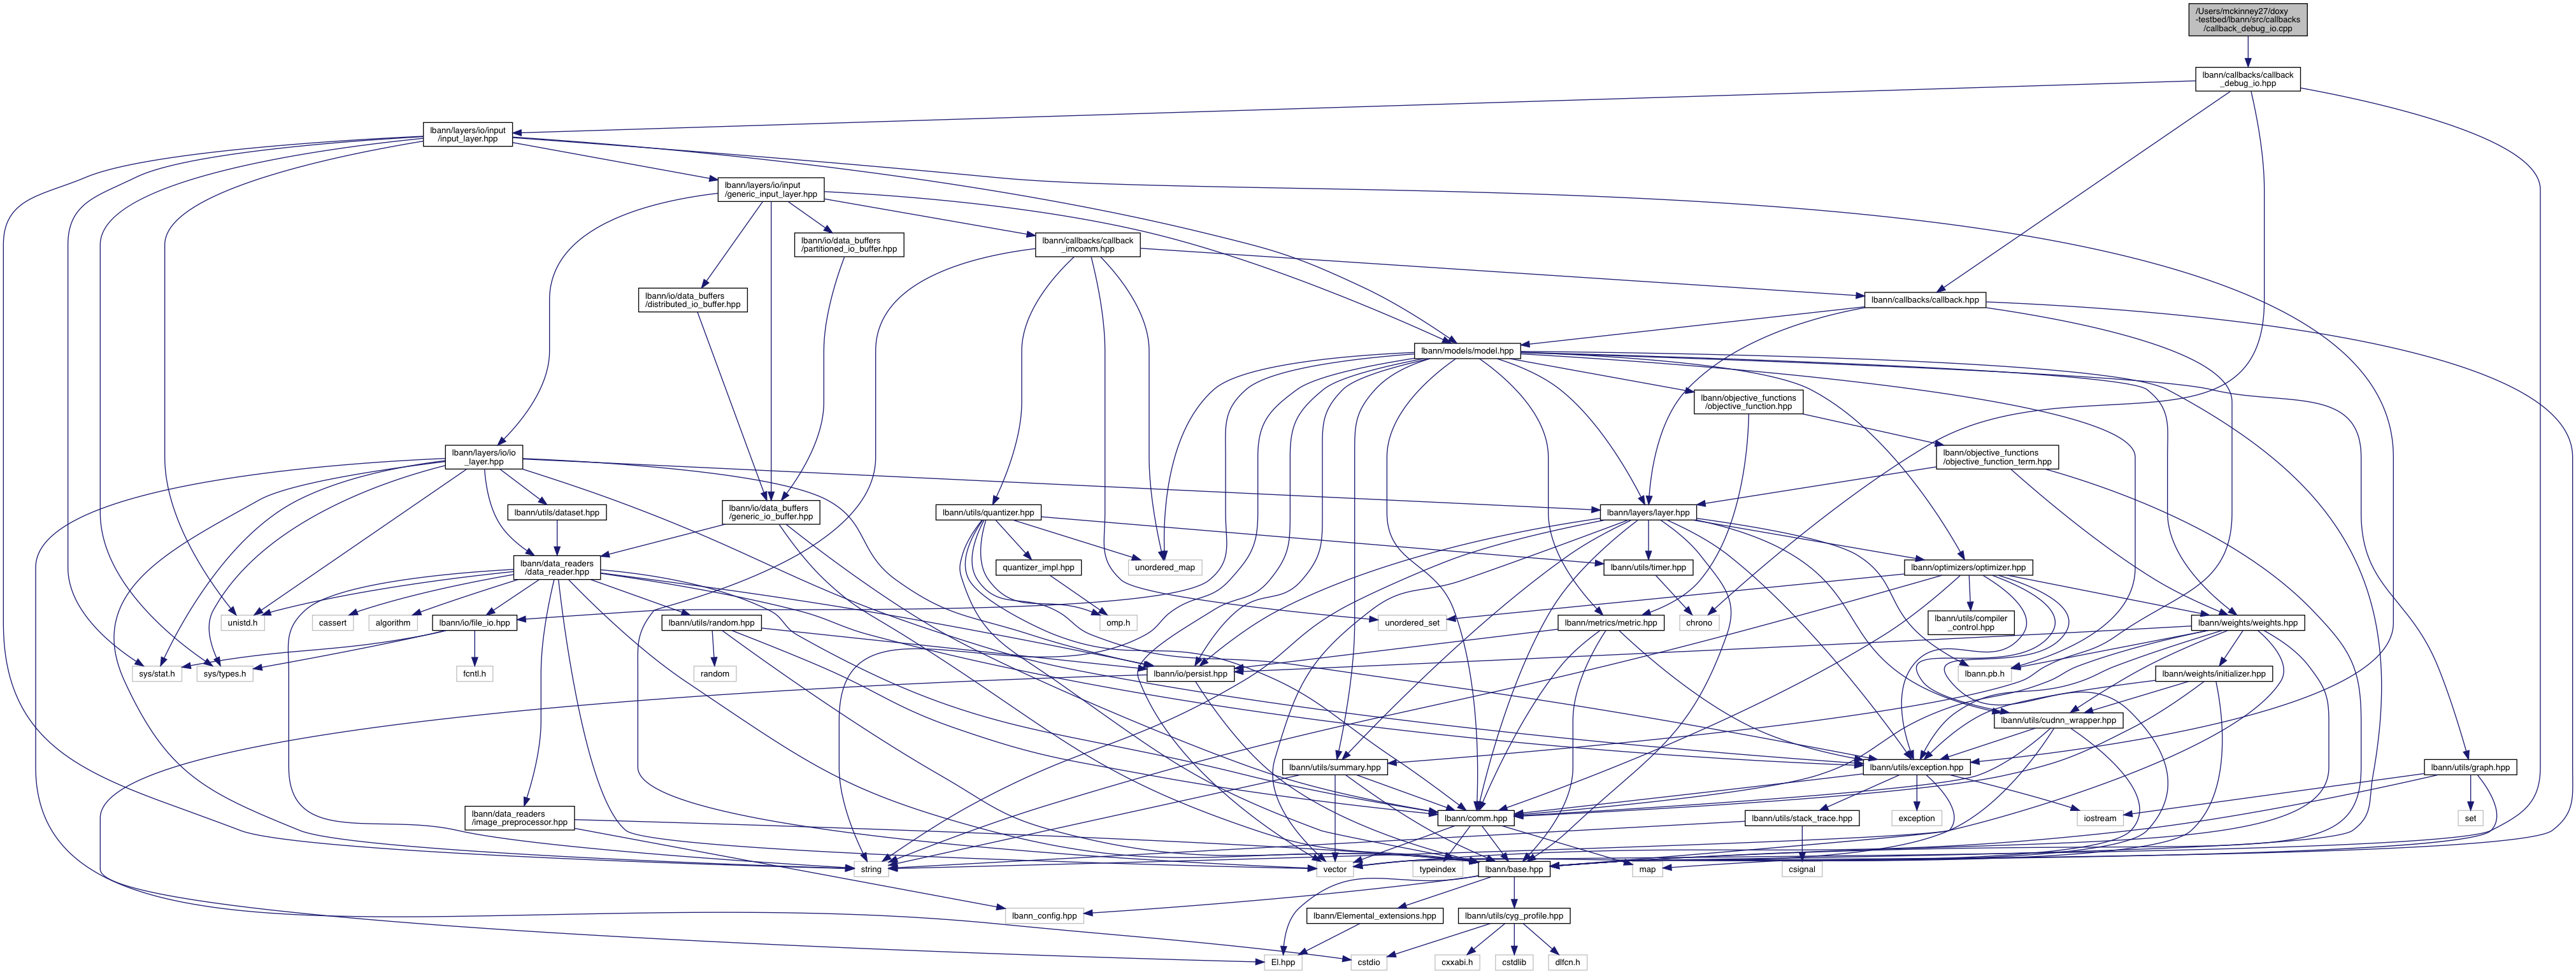 /Users/mckinney27/doxy
-testbed/lbann/src/callbacks
/callback_debug_io.cpp
lbann/callbacks/callback
_debug_io.hpp
lbann/layers/io/input
/input_layer.hpp
lbann/layers/io/input
/generic_input_layer.hpp
lbann/io/data_buffers
/partitioned_io_buffer.hpp
lbann/callbacks/callback
_imcomm.hpp
lbann/io/data_buffers
/distributed_io_buffer.hpp
lbann/callbacks/callback.hpp
lbann/models/model.hpp
lbann/objective_functions
/objective_function.hpp
lbann/layers/io/io
_layer.hpp
lbann/objective_functions
/objective_function_term.hpp
lbann/utils/dataset.hpp
lbann/io/data_buffers
/generic_io_buffer.hpp
lbann/utils/quantizer.hpp
lbann/layers/layer.hpp
lbann/data_readers
/data_reader.hpp
quantizer_impl.hpp
unordered_map
lbann/utils/timer.hpp
lbann/optimizers/optimizer.hpp
unistd.h
cassert
algorithm
lbann/io/file_io.hpp
lbann/utils/random.hpp
omp.h
unordered_set
lbann/metrics/metric.hpp
chrono
lbann/utils/compiler
_control.hpp
lbann/weights/weights.hpp
sys/stat.h
sys/types.h
fcntl.h
random
lbann/io/persist.hpp
lbann.pb.h
lbann/weights/initializer.hpp
lbann/utils/cudnn_wrapper.hpp
lbann/utils/summary.hpp
lbann/utils/exception.hpp
lbann/utils/graph.hpp
lbann/data_readers
/image_preprocessor.hpp
lbann/comm.hpp
lbann/utils/stack_trace.hpp
exception
iostream
set
string
vector
typeindex
lbann/base.hpp
map
csignal
lbann_config.hpp
lbann/Elemental_extensions.hpp
lbann/utils/cyg_profile.hpp
El.hpp
cstdio
cxxabi.h
cstdlib
dlfcn.h